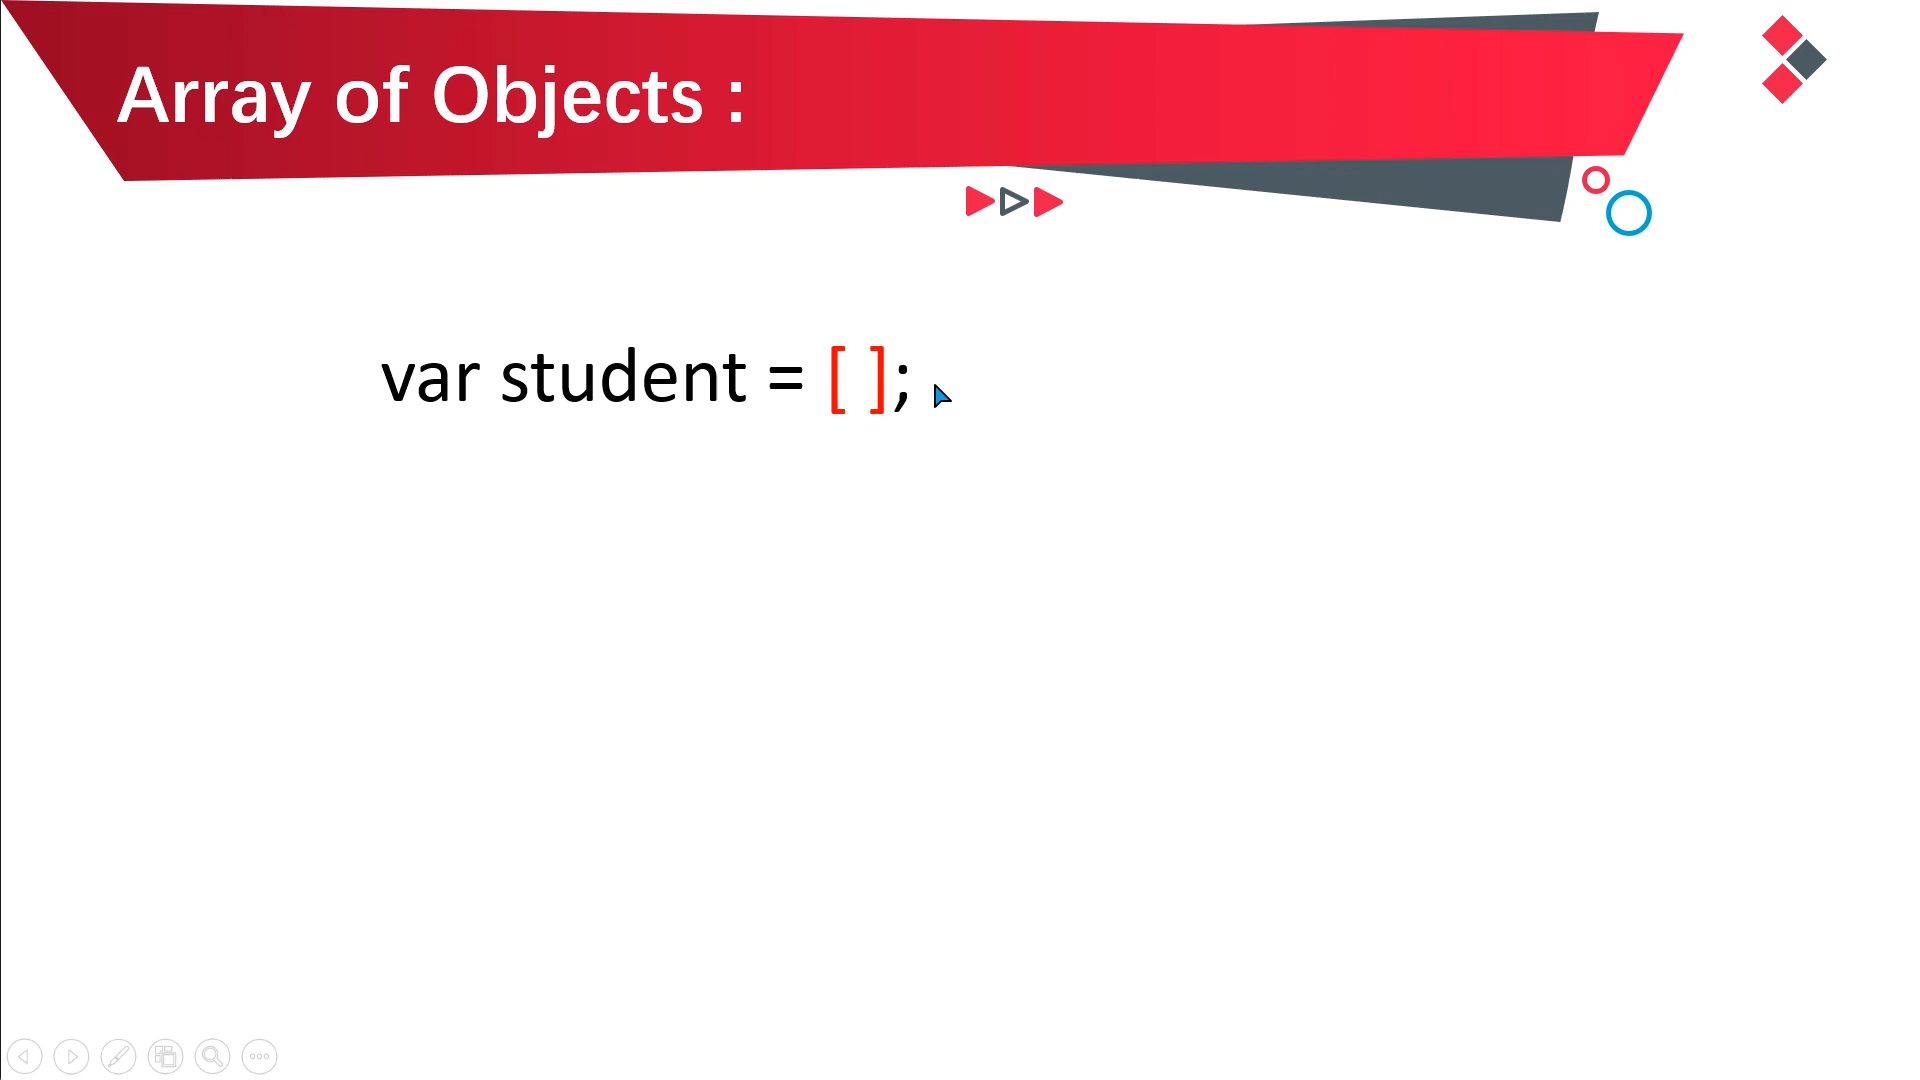 Array of Objects :
var student = [ ];